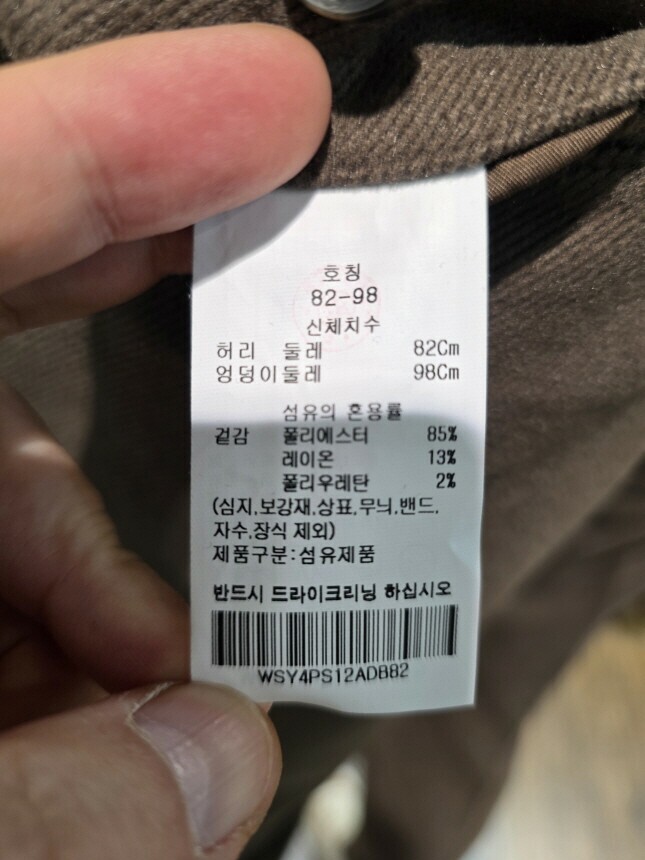 호칭
82-98
신체치수
허리 둘레 82Cm
엉덩이둘레 98Cm
섬유의 혼용률
겉감 폴리에스터 85%
레이온 13%
폴리우레탄 2%
(심지,보강재,상표,무늬,밴드,
자수,장식 제외)
제품구분:섬유제품
반드시 드라이크리닝 하십시오
WSY4PS12ADB82